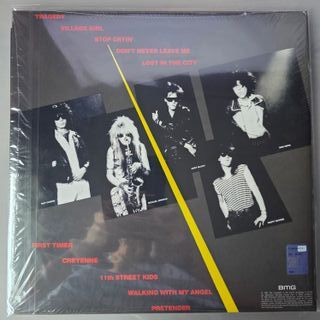 TRAGEDY
VILLAGE GIRL
STOP CRYIN'
DON'T NEVER LEAVE ME
LOST IN THE CITY
FIRST TIMER
CHEYENNE
11th STREET KIDS
WALKING WITH MY ANGEL
PRETENDER
BMG